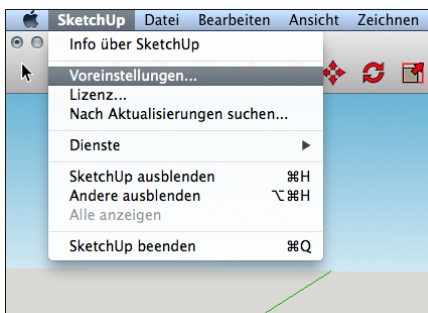 SketchUp Datei Bearbeiten Ansicht Zeichnen
Info über SketchUp
Voreinstellungen...
Lizenz...
Nach Aktualisierungen suchen...
Dienste ▶
SketchUp ausblenden ⌘H
Andere ausblenden ⌥⌘H
Alle anzeigen
SketchUp beenden ⌘Q